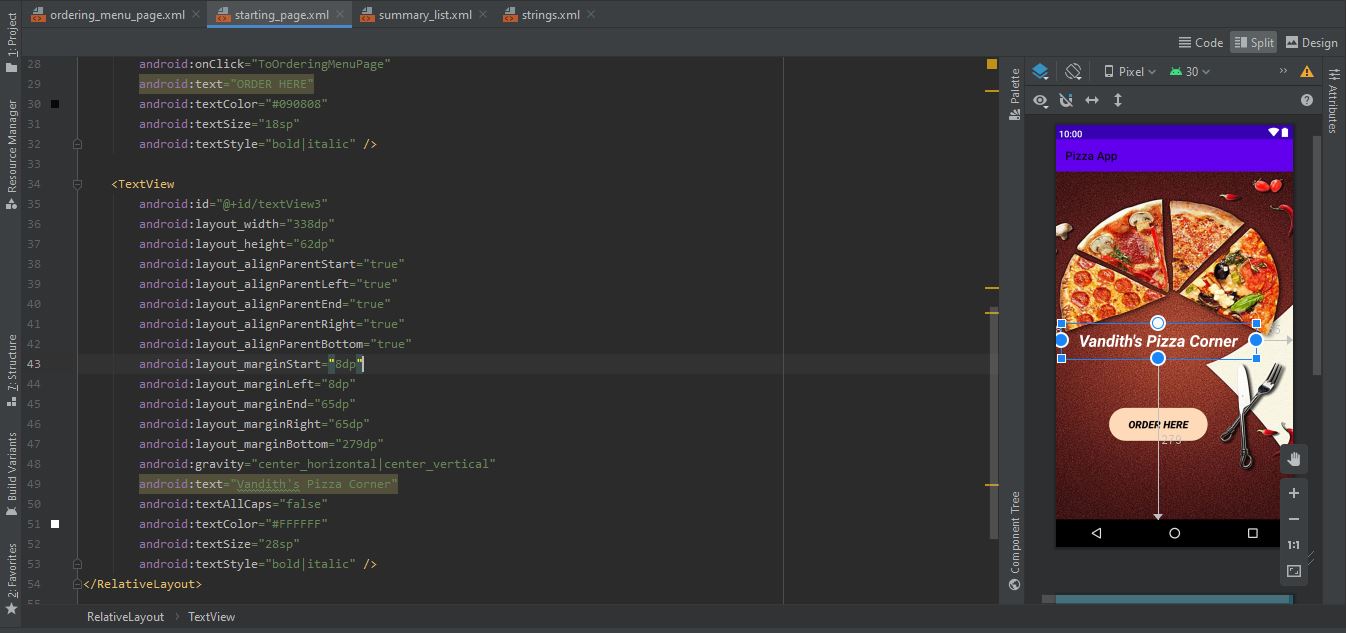 ordering_menu_page.xml
starting_page.xml
summary_list.xml
strings.xml
Code
Split
Design
1: Project
Resource Manager
7: Structure
Build Variants
2: Favorites
28 android:onClick="ToOrderingMenuPage"
29 android:text="ORDER HERE"
30 android:textColor="#090808"
31 android:textSize="18sp"
32 android:textStyle="bold|italic" />
33
34 <TextView
35 android:id="@+id/textView3"
36 android:layout_width="338dp"
37 android:layout_height="62dp"
38 android:layout_alignParentStart="true"
39 android:layout_alignParentLeft="true"
40 android:layout_alignParentEnd="true"
41 android:layout_alignParentRight="true"
42 android:layout_alignParentBottom="true"
43 android:layout_marginStart="8dp"
44 android:layout_marginLeft="8dp"
45 android:layout_marginEnd="65dp"
46 android:layout_marginRight="65dp"
47 android:layout_marginBottom="279dp"
48 android:gravity="center_horizontal|center_vertical"
49 android:text="Vandith's Pizza Corner"
50 android:textAllCaps="false"
51 android:textColor="#FFFFFF"
52 android:textSize="28sp"
53 android:textStyle="bold|italic" />
54 </RelativeLayout>
55
RelativeLayout > TextView
Palette
Component Tree
Pixel
30
Attributes
10:00
Pizza App
Vandith's Pizza Corner
65
ORDER HERE
279
1:1